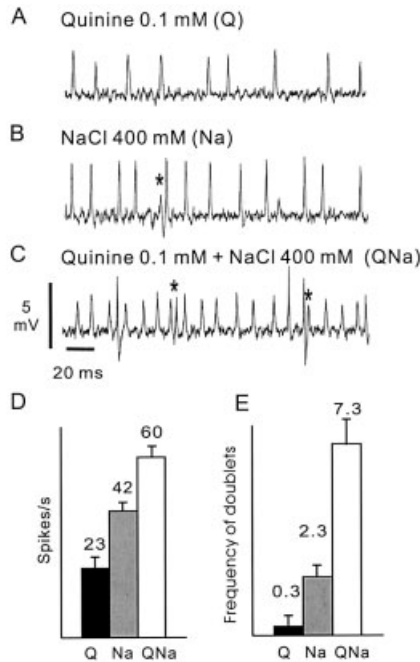 A Quinine 0.1 mM (Q)
B NaCl 400 mM (Na)
*
C Quinine 0.1 mM + NaCl 400 mM (QNa)
* *
5
mV
20 ms
D
Spikes/s
23
42
60
Q Na QNa
E
Frequency of doublets
0.3
2.3
7.3
Q Na QNa